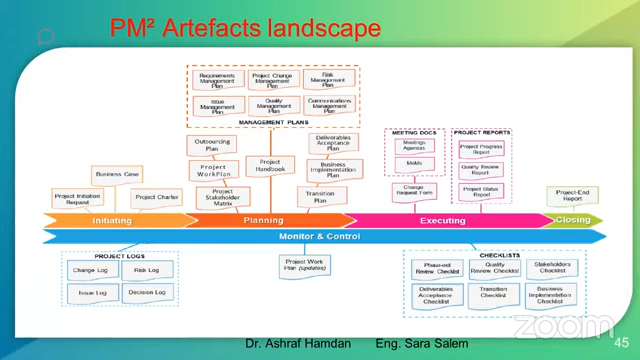 PM² Artefacts landscape
Requirements
Management
Plan
Project Change
Management
Plan
Risk
Management
Plan
Issue
Management
Plan
Quality
Management
Plan
Communications
Management
Plan
MANAGEMENT PLANS
Outsourcing
Plan
Project
WorkPlan
Project
Stakeholder
Matrix
Project
Handbook
Deliverables
Acceptance
Plan
Business
Implementation
Plan
Transition
Plan
MEETING DOCS
Meetings
Agendas
MoMs
Change
Request Form
PROJECT REPORTS
Project Progress
Report
Quality Review
Report
Project Status
Report
Business Case
Project Initiation
Request
Project Charter
Project-End
Report
Initiating
Planning
Executing
Closing
Monitor & Control
PROJECT LOGS
Change Log
Risk Log
Issue Log
Decision Log
Project Work
Plan (updates)
CHECKLISTS
Phase-end
Review Checklist
Quality
Review Checklist
Stakeholders
Checklist
Deliverables
Acceptance
Checklist
Transition
Checklist
Business
Implementation
Checklist
zoom
Dr. Ashraf Hamdan Eng. Sara Salem
45